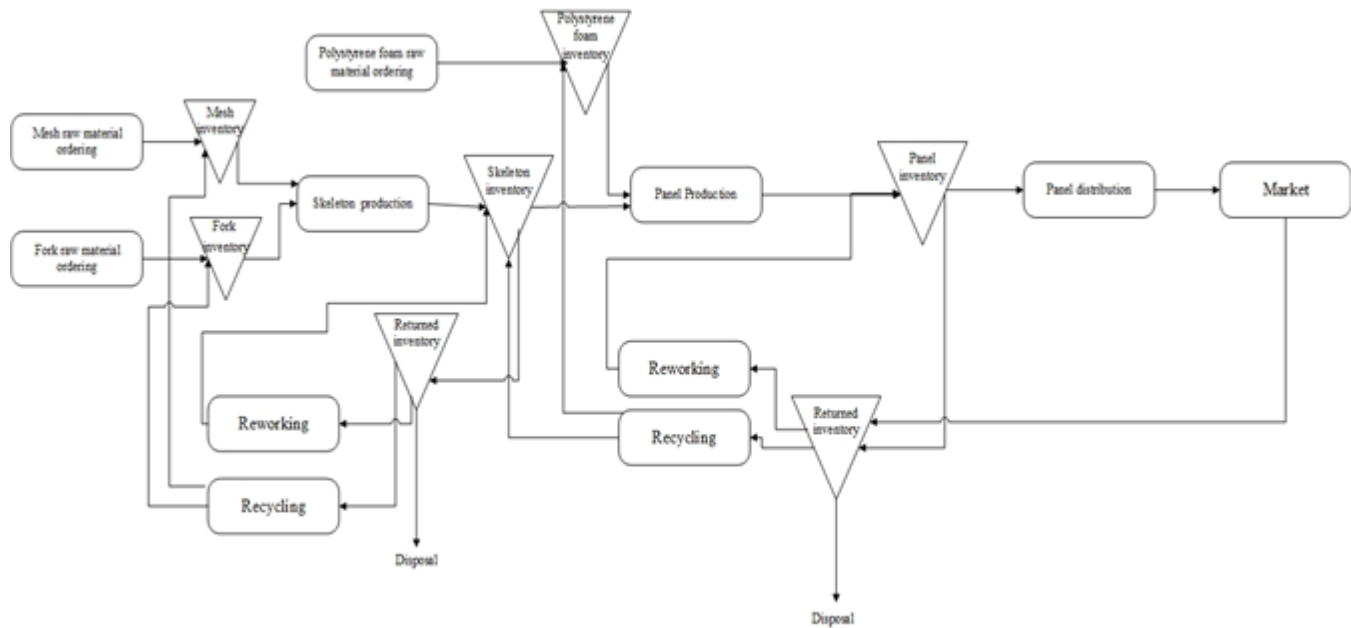 Polystyrene
foam
inventory
Polystyrene foam raw
material ordering
Mesh
inventory
Mesh raw material
ordering
Skeleton
inventory
Panel
inventory
Skeleton production
Panel Production
Panel distribution
Market
Fork
inventory
Fork raw material
ordering
Returned
inventory
Reworking
Reworking
Returned
inventory
Recycling
Recycling
Disposal
Disposal